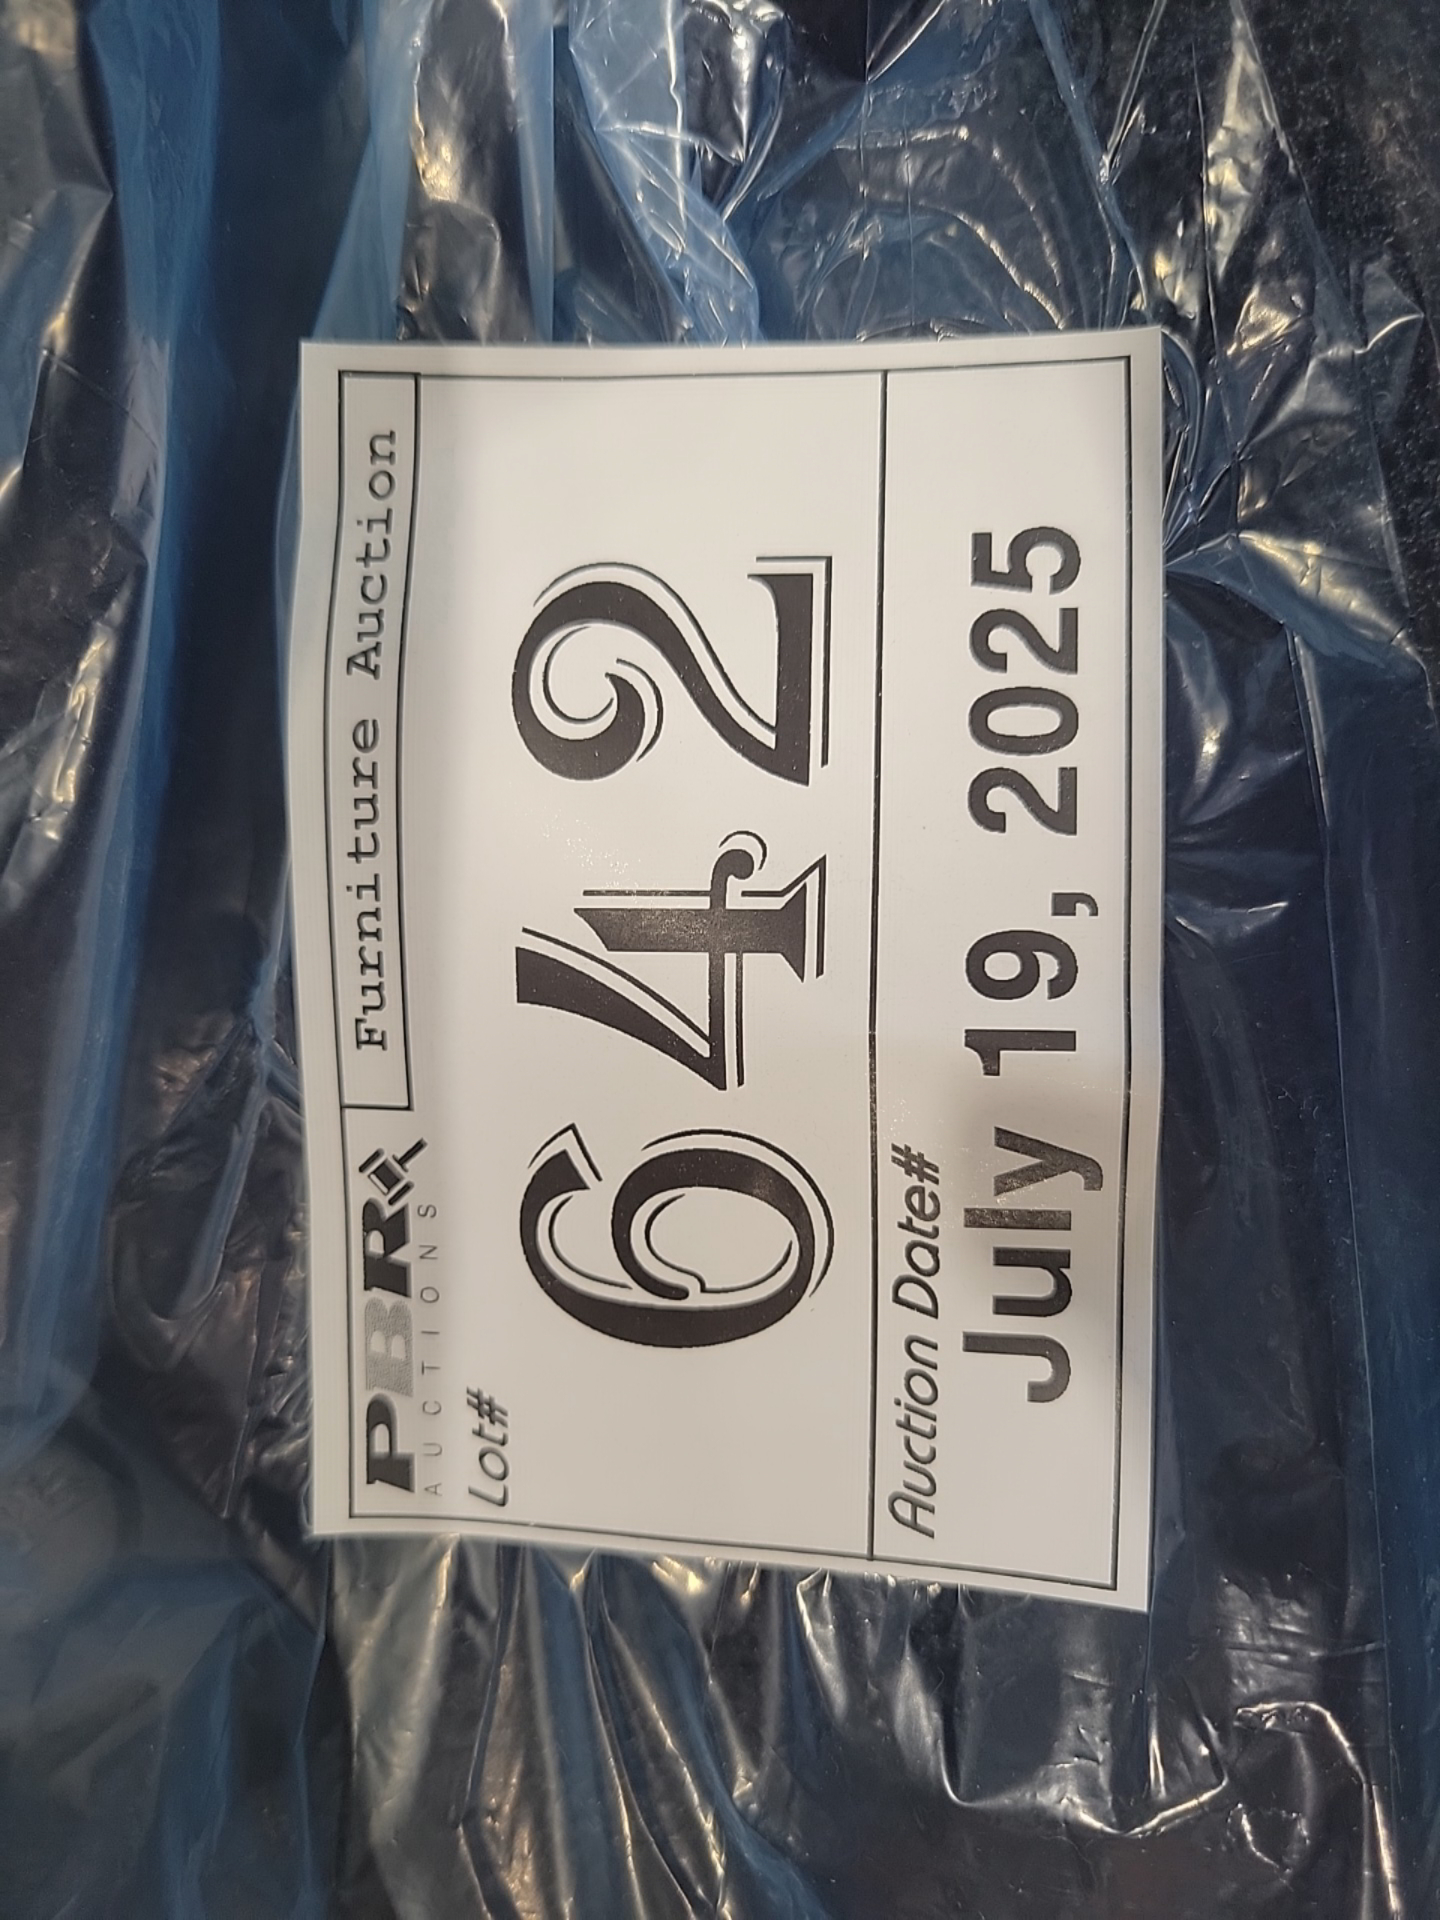 PBR
AUCTIONS
Furniture Auction
Lot#
642
Auction Date#
July 19, 2025